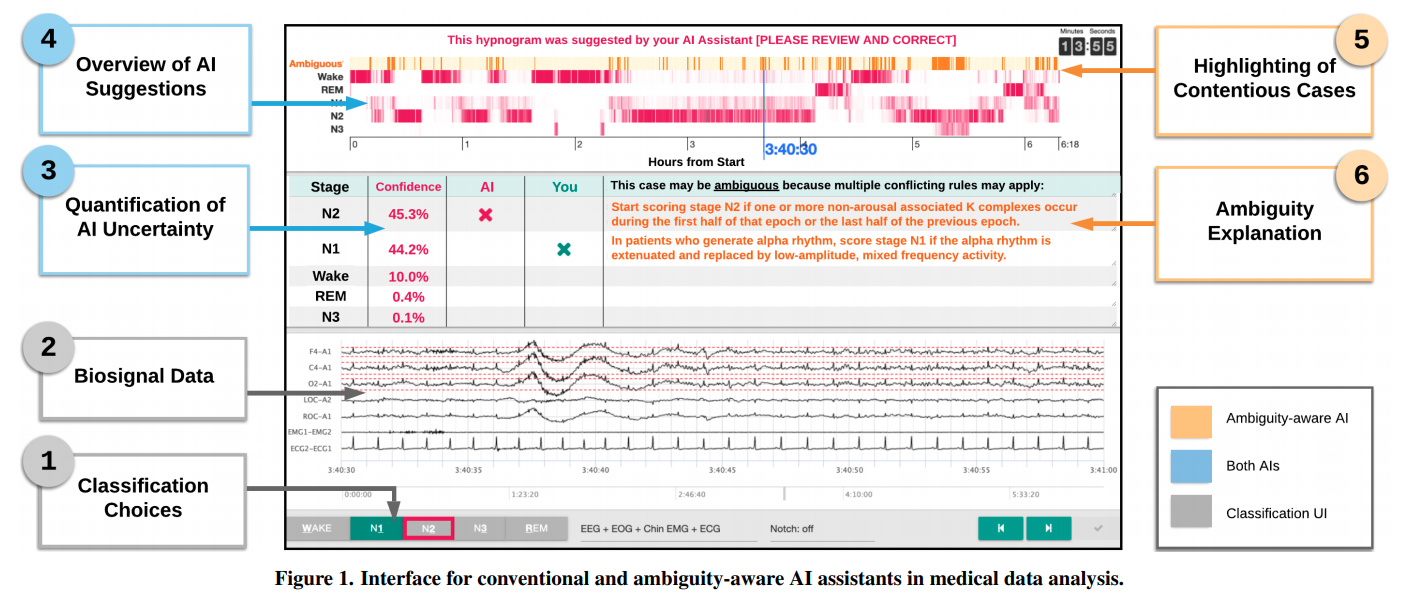 4
Overview of AI
Suggestions
3
Quantification of
AI Uncertainty
2
Biosignal Data
1
Classification
Choices
This hypnogram was suggested by your AI Assistant [PLEASE REVIEW AND CORRECT]
Minutes Seconds
13 55
Ambiguous
Wake
REM
N1
N2
N3
0 1 2 3 4 5 6 6:18
3:40:30
Hours from Start
Stage Confidence AI You This case may be ambiguous because multiple conflicting rules may apply:
N2 45.3% ✖ Start scoring stage N2 if one or more non-arousal associated K complexes occur
during the first half of that epoch or the last half of the previous epoch.
N1 44.2% ✖ In patients who generate alpha rhythm, score stage N1 if the alpha rhythm is
extenuated and replaced by low-amplitude, mixed frequency activity.
Wake 10.0%
REM 0.4%
N3 0.1%
F4-A1
C4-A1
O2-A1
LOC-A2
ROC-A1
EMG1-EMG2
ECG2-ECG1
3:40:30 3:40:35 3:40:40 3:40:45 3:40:50 3:40:55 3:41:00
0:00:00 1:23:20 2:46:40 4:10:00 5:33:20
WAKE N1 N2 N3 REM EEG + EOG + Chin EMG + ECG Notch: off
5
Highlighting of
Contentious Cases
6
Ambiguity
Explanation
Ambiguity-aware AI
Both AIs
Classification UI
Figure 1. Interface for conventional and ambiguity-aware AI assistants in medical data analysis.